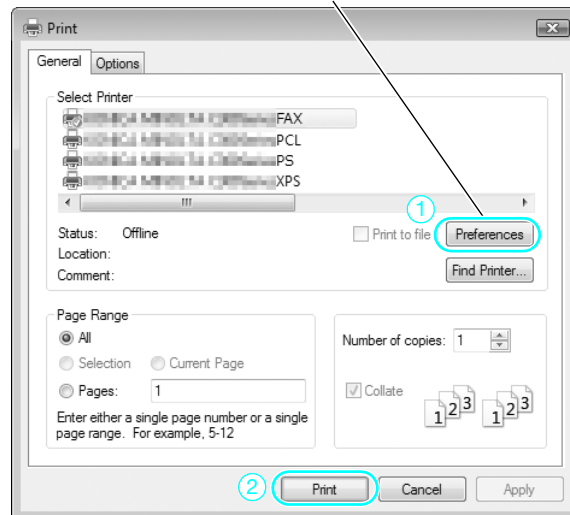 Print
General Options
Select Printer
FAX
PCL
PS
XPS
1
Status: Offline
Print to file Preferences
Location:
Comment:
Find Printer...
Page Range
All
Selection Current Page
Pages: 1
Enter either a single page number or a single
page range. For example, 5-12
Number of copies: 1
Collate
1 2 3 1 2 3
2 Print Cancel Apply